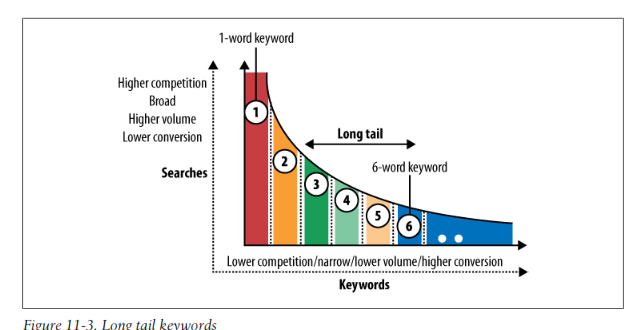 1-word keyword
Higher competition
Broad
Higher volume
Lower conversion
Searches
1
2
3
4
5
6
Long tail
6-word keyword
Lower competition/narrow/lower volume/higher conversion
Keywords
Figure 11-3. Long tail keywords